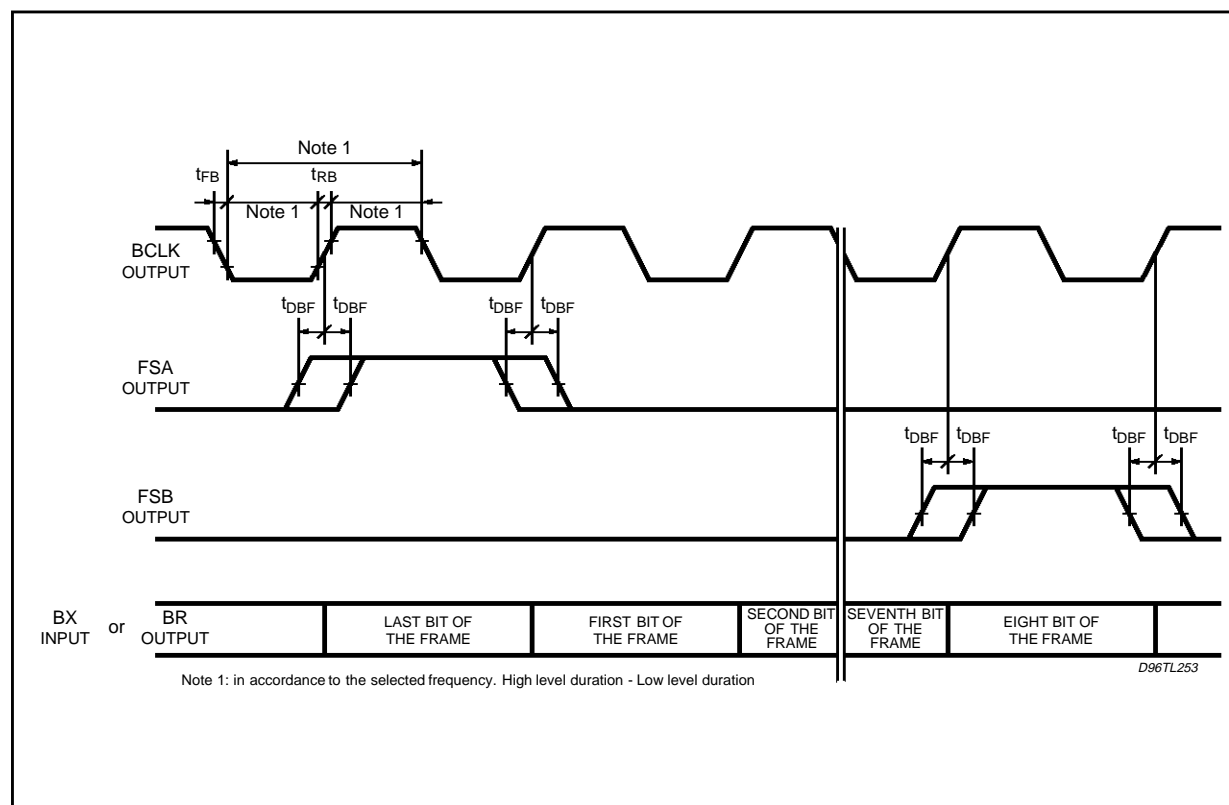 Note 1
tFB
tRB
Note 1
Note 1
BCLK
OUTPUT
tDBF
tDBF
tDBF
tDBF
FSA
OUTPUT
tDBF
tDBF
tDBF
tDBF
FSB
OUTPUT
BX
INPUT
or
BR
OUTPUT
LAST BIT OF
THE FRAME
FIRST BIT OF
THE FRAME
SECOND BIT
OF THE
FRAME
SEVENTH BIT
OF THE
FRAME
EIGHT BIT OF
THE FRAME
D96TL253
Note 1: in accordance to the selected frequency. High level duration - Low level duration